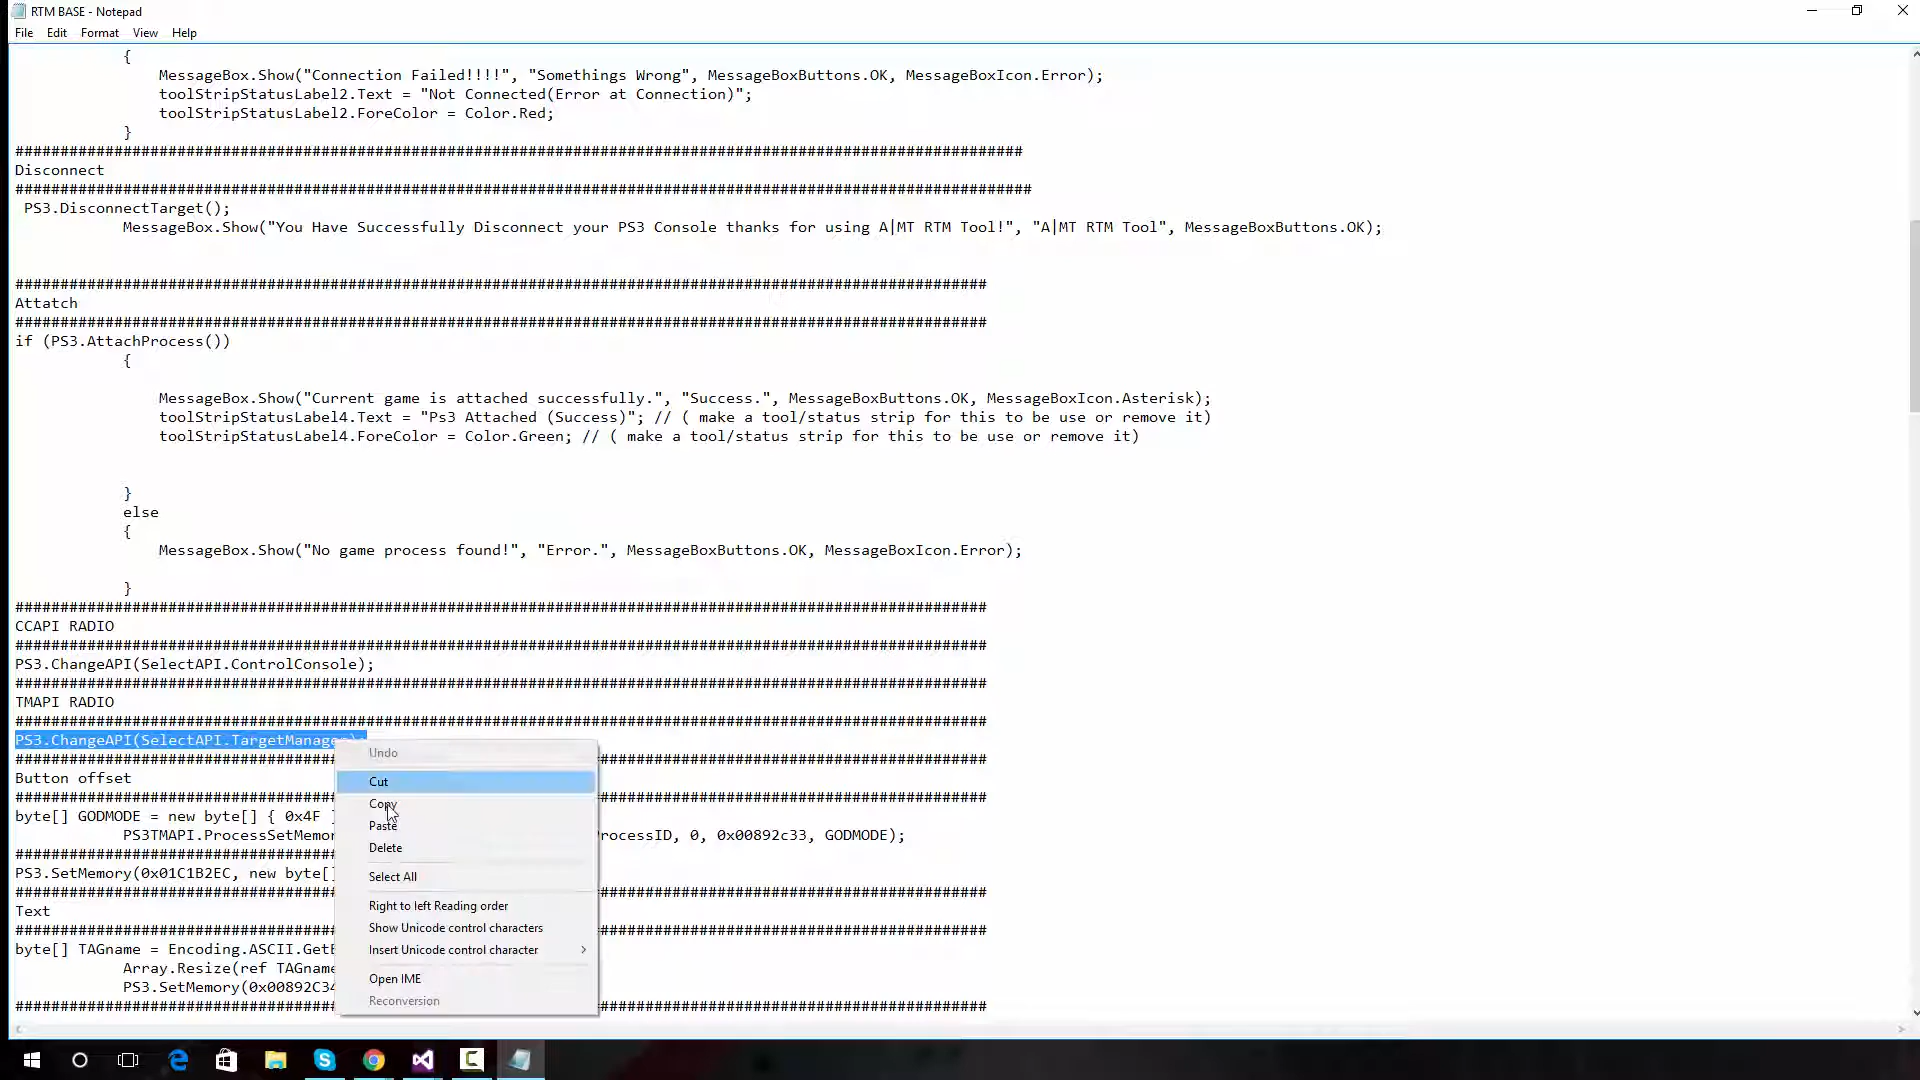 RTM BASE - Notepad
File Edit Format View Help
{
MessageBox.Show("Connection Failed!!!!", "Somethings Wrong", MessageBoxButtons.OK, MessageBoxIcon.Error);
toolStripStatusLabel2.Text = "Not Connected(Error at Connection)";
toolStripStatusLabel2.ForeColor = Color.Red;
}
################################################################################################################
Disconnect
#################################################################################################################
PS3.DisconnectTarget();
MessageBox.Show("You Have Successfully Disconnect your PS3 Console thanks for using A|MT RTM Tool!", "A|MT RTM Tool", MessageBoxButtons.OK);
############################################################################################################
Attatch
############################################################################################################
if (PS3.AttachProcess())
{
MessageBox.Show("Current game is attached successfully.", "Success.", MessageBoxButtons.OK, MessageBoxIcon.Asterisk);
toolStripStatusLabel4.Text = "Ps3 Attached (Success)"; // ( make a tool/status strip for this to be use or remove it)
toolStripStatusLabel4.ForeColor = Color.Green; // ( make a tool/status strip for this to be use or remove it)
}
else
{
MessageBox.Show("No game process found!", "Error.", MessageBoxButtons.OK, MessageBoxIcon.Error);
}
############################################################################################################
CCAPI RADIO
############################################################################################################
PS3.ChangeAPI(SelectAPI.ControlConsole);
############################################################################################################
TMAPI RADIO
############################################################################################################
PS3.ChangeAPI(SelectAPI.TargetManager);
############################################################################################################
Button offset
############################################################################################################
byte[] GODMODE = new byte[] { 0x4F }
PS3TMAPI.ProcessSetMemor rocessID, 0, 0x00892c33, GODMODE);
############################################################################################################
PS3.SetMemory(0x01C1B2EC, new byte[]
############################################################################################################
Text
############################################################################################################
byte[] TAGname = Encoding.ASCII.GetB
Array.Resize(ref TAGname
PS3.SetMemory(0x00892C34
############################################################################################################
Undo
Cut
Copy
Paste
Delete
Select All
Right to left Reading order
Show Unicode control characters
Insert Unicode control character
Open IME
Reconversion